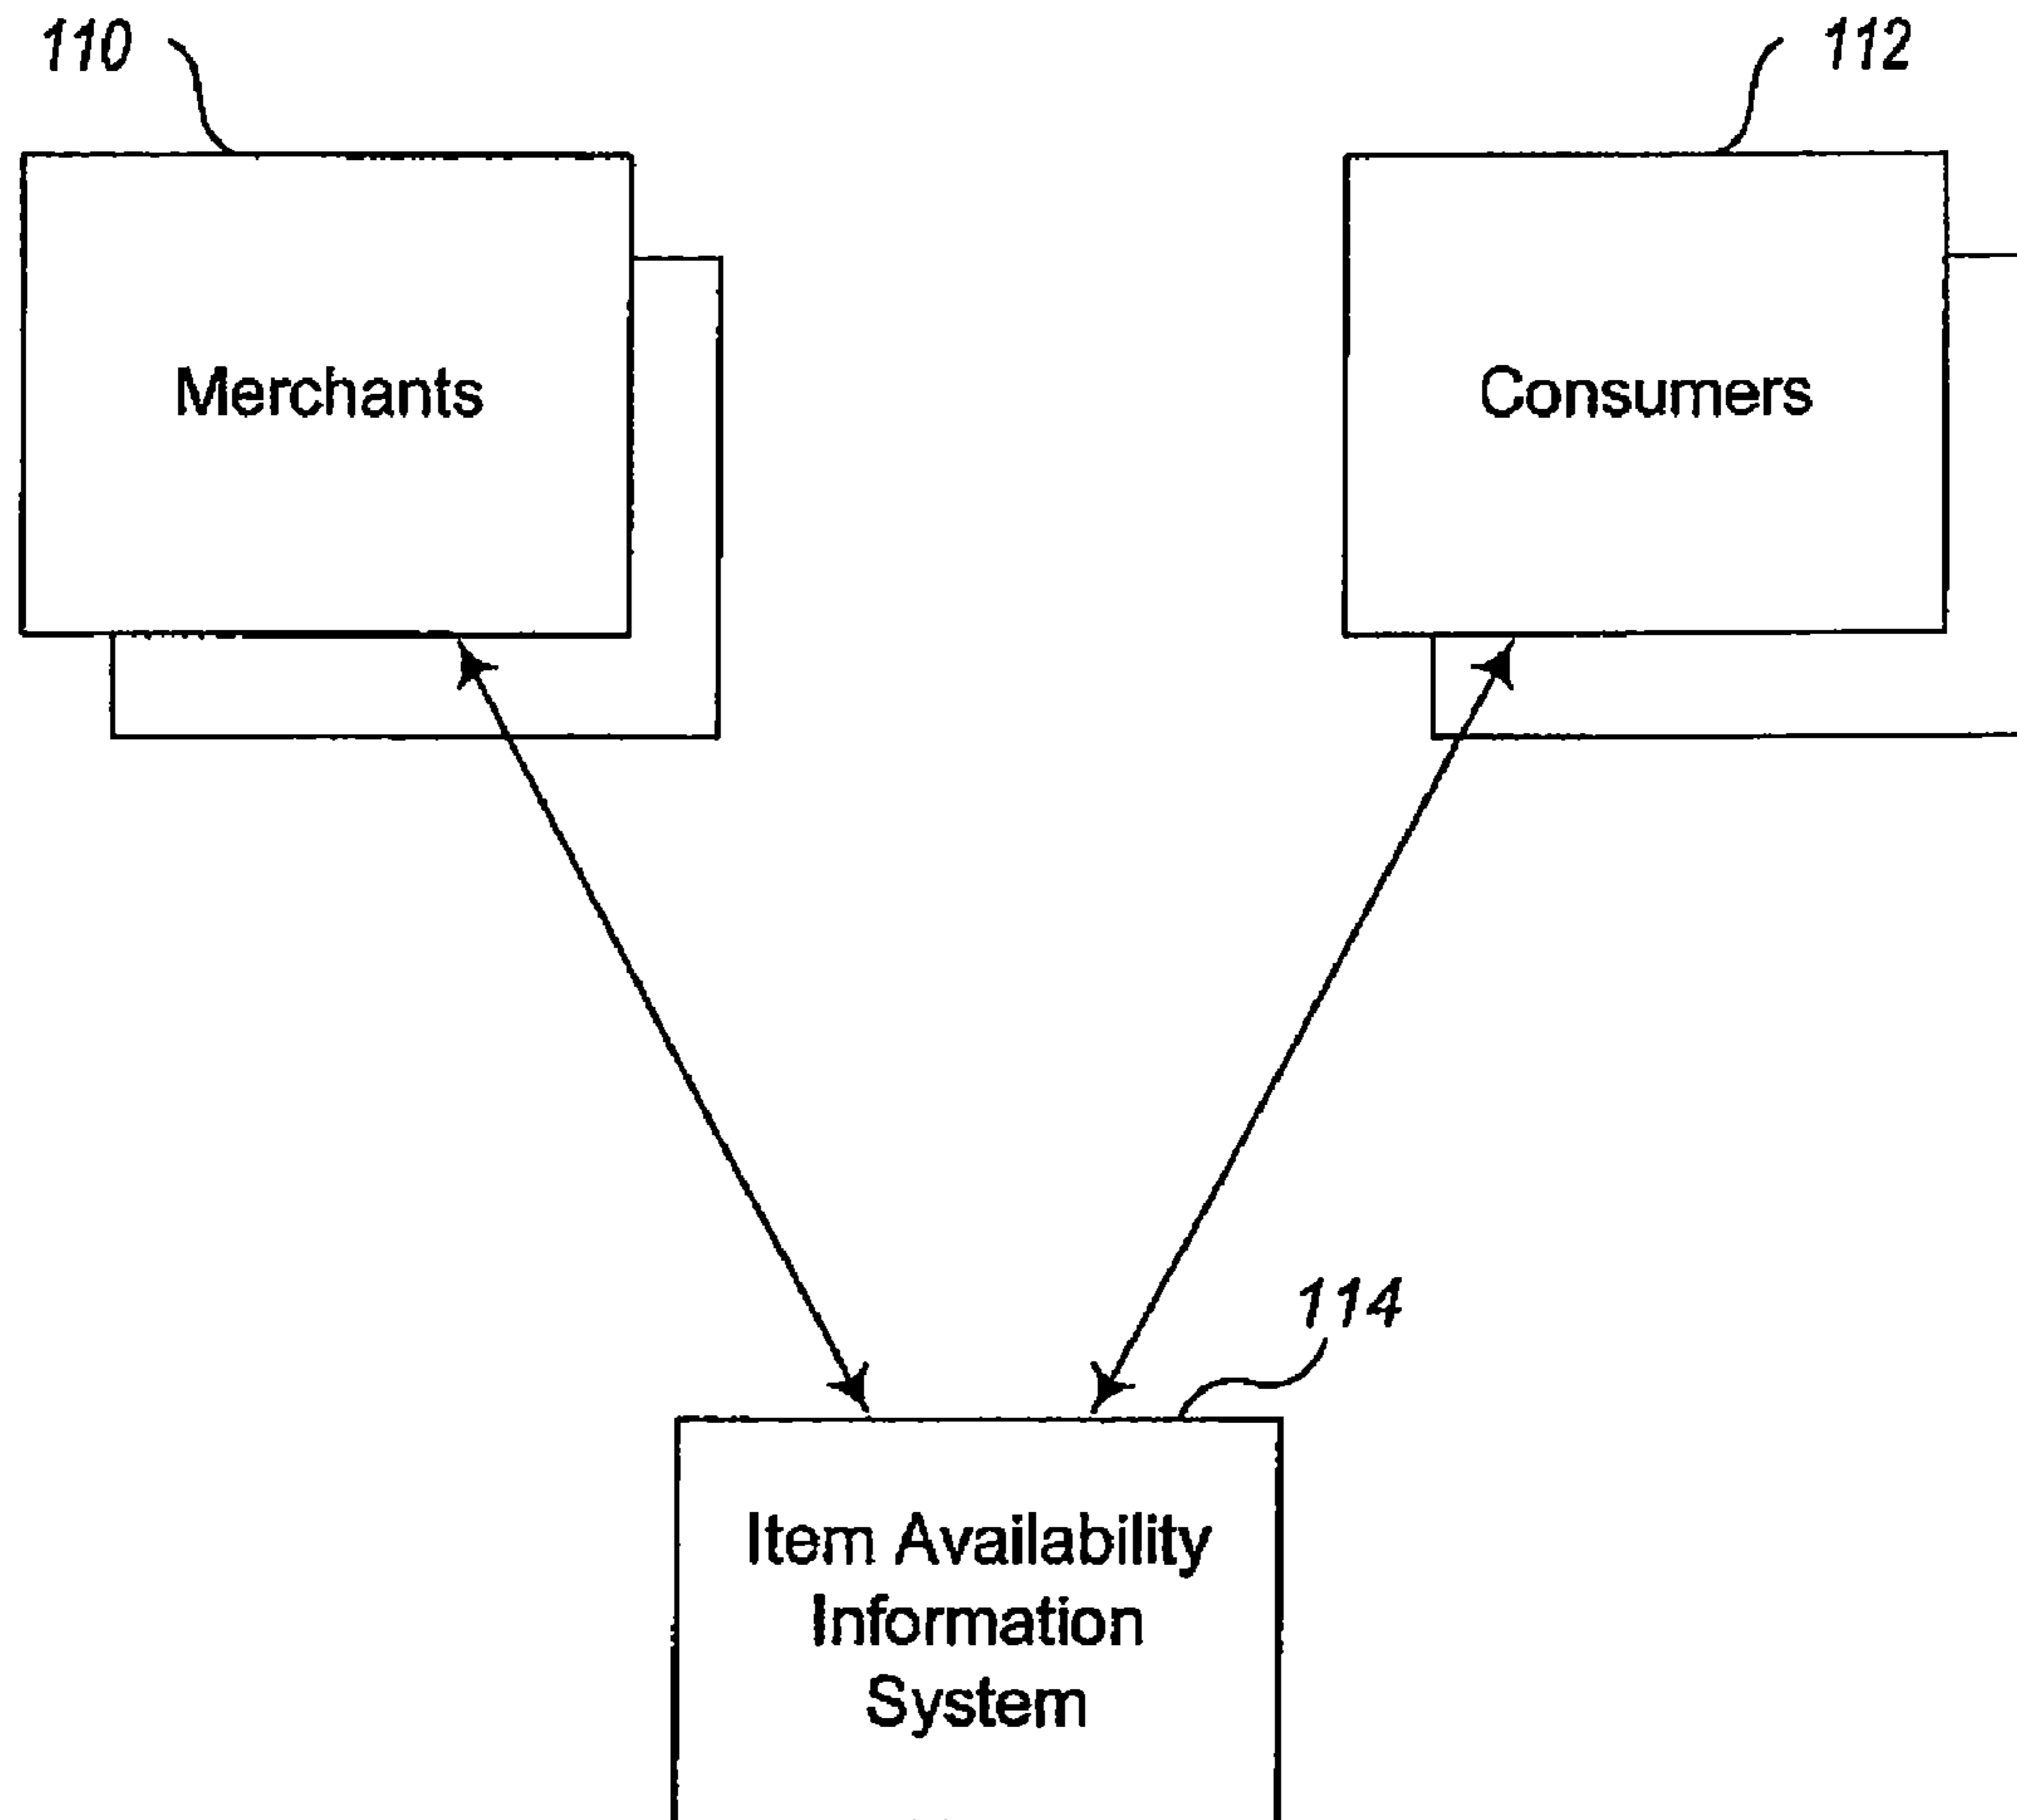 110
112
Merchants
Consumers
114
Item Availability
Information
System